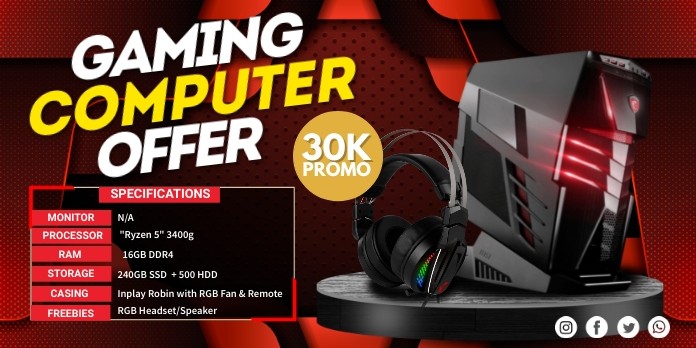 GAMING
COMPUTER
OFFER
30K
PROMO
SPECIFICATIONS
MONITOR N/A
PROCESSOR "Ryzen 5" 3400g
RAM 16GB DDR4
STORAGE 240GB SSD + 500 HDD
CASING Inplay Robin with RGB Fan & Remote
FREEBIES RGB Headset/Speaker